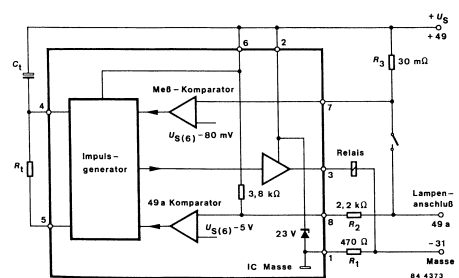 + U_S
+ 49
6
2
C_t
R_3
30 mΩ
Meß-Komparator
4
7
U_S(6) -80 mV
Impuls-
generator
Relais
3
R_t
3,8 kΩ
Lampen-
anschluß
49a Komparator
2,2 kΩ
5
8
R_2
49a
U_S(6) -5 V
23 V
470 Ω
-31
1
R_1
Masse
IC Masse
84 4373